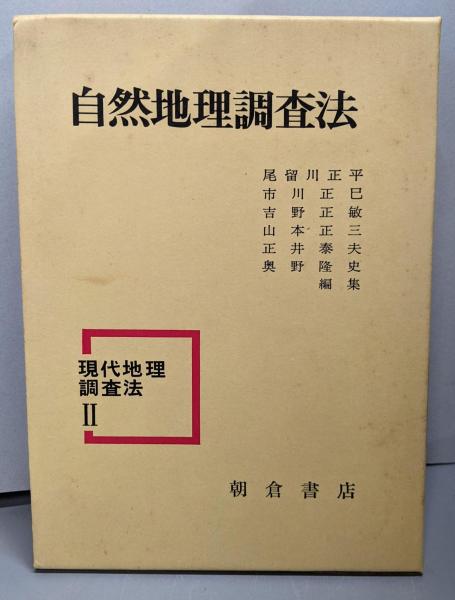 自然地理調査法
尾留川正平
市川正巳
吉野正敏
山本正三
正井泰夫
奥野隆史
編集
現代地理
調査法
II
朝倉書店